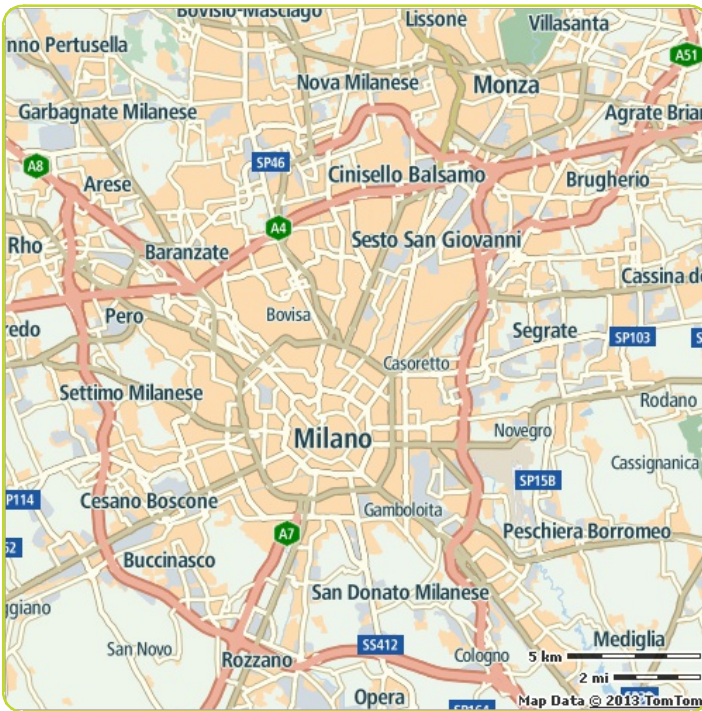 Bovisio-Masciago
Lissone
Villasanta
nno Pertusella
A51
Nova Milanese
Monza
Garbagnate Milanese
Agrate Brian
SP46
A8
Cinisello Balsamo
Brugherio
Arese
A4
Rho
Baranzate
Sesto San Giovanni
Cassina de
Pero
Bovisa
redo
Segrate
SP103
S
Casoretto
Settimo Milanese
Rodano
Milano
Novegro
Cassignanica
SP15B
P114
Cesano Boscone
Gamboloita
A7
Peschiera Borromeo
52
Buccinasco
San Donato Milanese
ggiano
San Novo
SS412
Mediglia
Rozzano
Cologno
5 km
2 mi
Opera
Map Data © 2013 TomTom